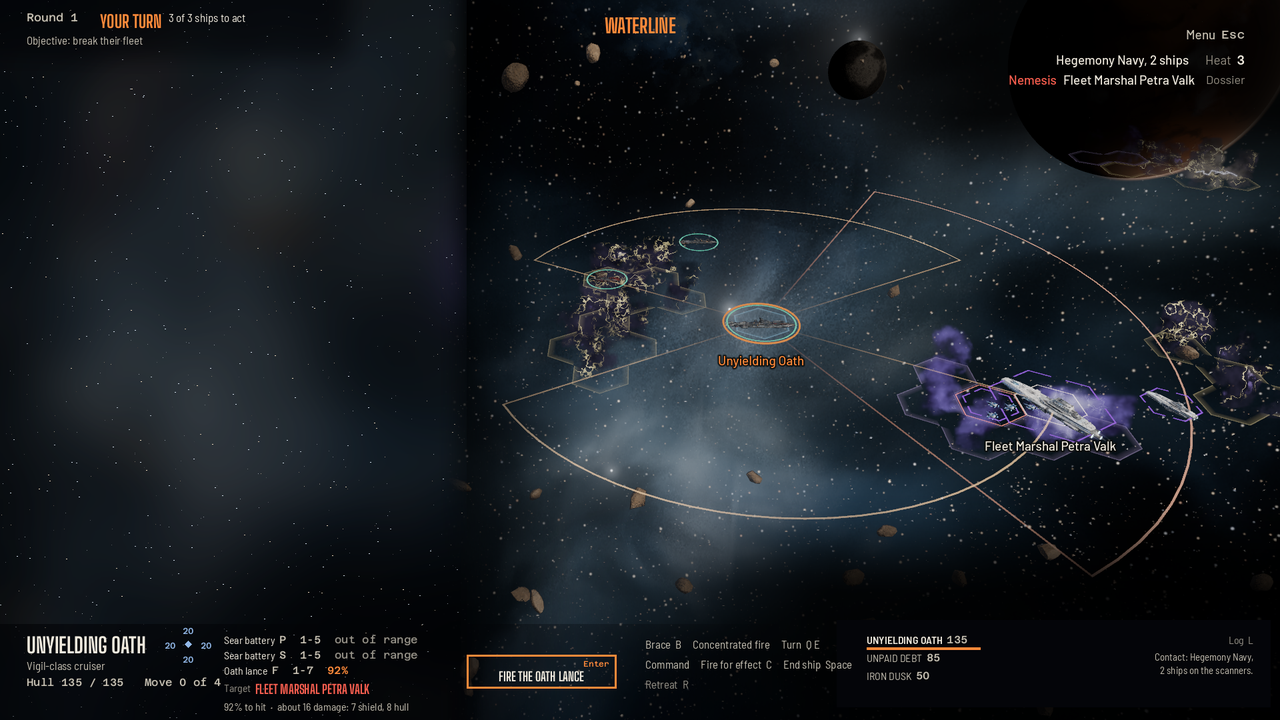 Round 1 YOUR TURN 3 of 3 ships to act
Objective: break their fleet
WATERLINE
Menu Esc
Hegemony Navy, 2 ships Heat 3
Nemesis Fleet Marshal Petra Valk Dossier
Unyielding Oath
Fleet Marshal Petra Valk
UNYIELDING OATH
Vigil-class cruiser
Hull 135 / 135 Move 0 of 4
20
20 20
20
Sear battery P 1-5 out of range
Sear battery S 1-5 out of range
Oath lance F 1-7 92%
Target FLEET MARSHAL PETRA VALK
92% to hit · about 16 damage: 7 shield, 8 hull
Enter
FIRE THE OATH LANCE
Brace B Concentrated fire Turn Q E
Command Fire for effect C End ship Space
Retreat R
UNYIELDING OATH 135
UNPAID DEBT 85
IRON DUSK 50
Log L
Contact: Hegemony Navy,
2 ships on the scanners.